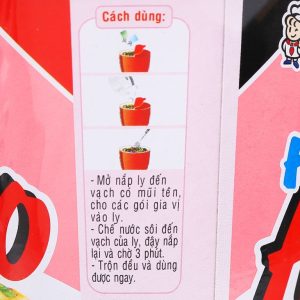 Cách dùng:
- Mở nắp ly đến
vạch có mũi tên,
cho các gói gia vị
vào ly.
- Chế nước sôi đến
vạch của ly, đậy nắp
lại và chờ 3 phút.
- Trộn đều và dùng
được ngay.